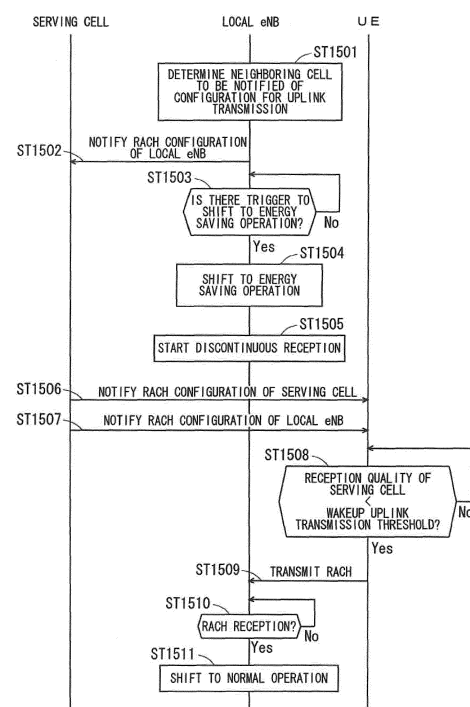 SERVING CELL
LOCAL eNB
UE
ST1501
DETERMINE NEIGHBORING CELL
TO BE NOTIFIED OF
CONFIGURATION FOR UPLINK
TRANSMISSION
ST1502
NOTIFY RACH CONFIGURATION
OF LOCAL eNB
ST1503
IS THERE TRIGGER TO
SHIFT TO ENERGY
SAVING OPERATION?
No
Yes
ST1504
SHIFT TO ENERGY
SAVING OPERATION
ST1505
START DISCONTINUOUS RECEPTION
ST1506
NOTIFY RACH CONFIGURATION OF SERVING CELL
ST1507
NOTIFY RACH CONFIGURATION OF LOCAL eNB
ST1508
RECEPTION QUALITY OF
SERVING CELL
<
WAKEUP UPLINK
TRANSMISSION THRESHOLD?
No
Yes
ST1509
TRANSMIT RACH
ST1510
RACH RECEPTION?
No
Yes
ST1511
SHIFT TO NORMAL OPERATION